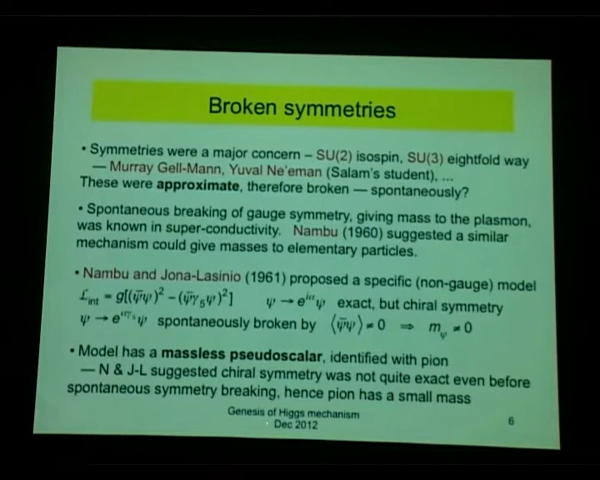 Broken symmetries
• Symmetries were a major concern – SU(2) isospin, SU(3) eightfold way
— Murray Gell-Mann, Yuval Ne'eman (Salam's student), ...
These were approximate, therefore broken — spontaneously?
• Spontaneous breaking of gauge symmetry, giving mass to the plasmon,
was known in super-conductivity. Nambu (1960) suggested a similar
mechanism could give masses to elementary particles.
• Nambu and Jona-Lasinio (1961) proposed a specific (non-gauge) model
ℒ_int = g[(ψ̄ψ)² − (ψ̄γ₅ψ)²] ψ → e^{iα}ψ exact, but chiral symmetry
ψ → e^{iαγ₅}ψ spontaneously broken by ⟨ψ̄ψ⟩ ≠ 0 ⇒ m_ψ ≠ 0
• Model has a massless pseudoscalar, identified with pion
— N & J-L suggested chiral symmetry was not quite exact even before
spontaneous symmetry breaking, hence pion has a small mass
Genesis of Higgs mechanism
Dec 2012
6